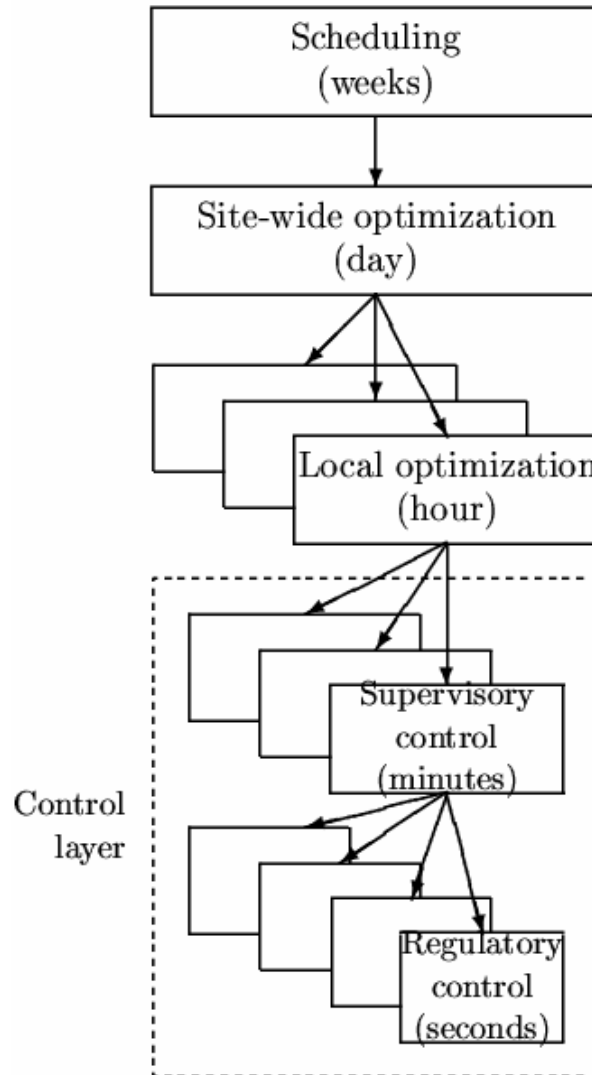 Scheduling
(weeks)
Site-wide optimization
(day)
Local optimization
(hour)
Supervisory
control
(minutes)
Control
layer
Regulatory
control
(seconds)